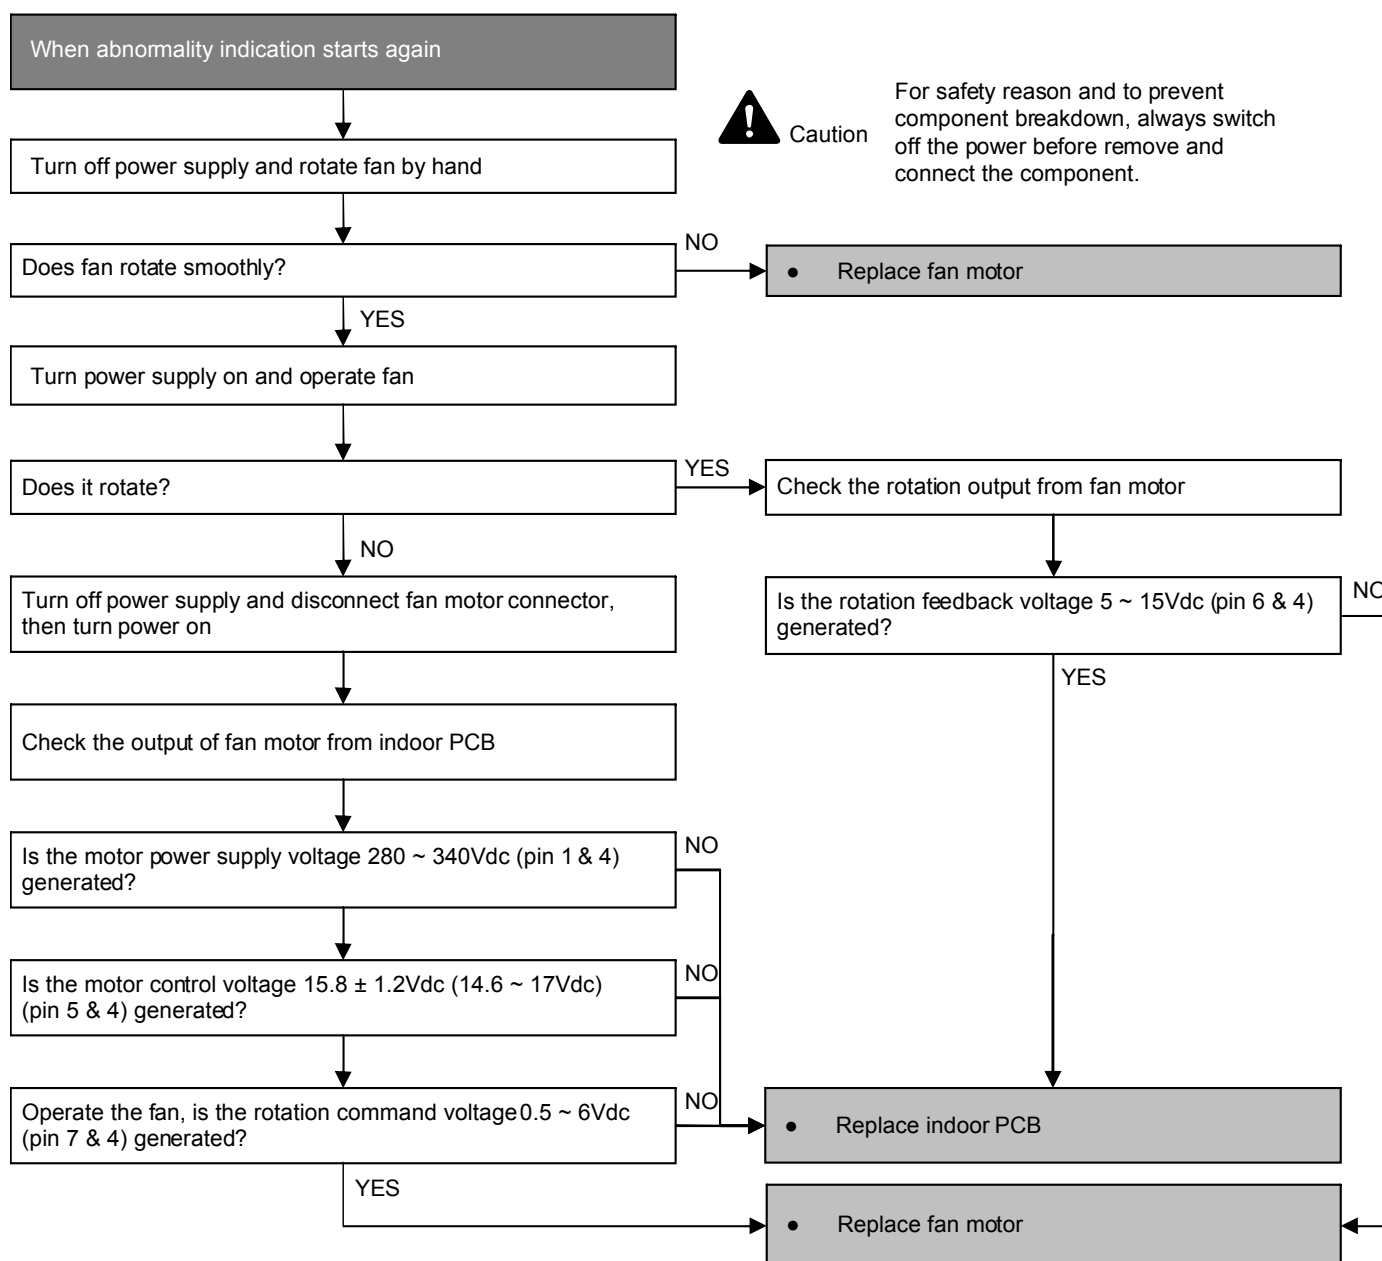 When abnormality indication starts again
Caution
For safety reason and to prevent
component breakdown, always switch
off the power before remove and
connect the component.
Turn off power supply and rotate fan by hand
Does fan rotate smoothly?
NO
● Replace fan motor
YES
Turn power supply on and operate fan
Does it rotate?
YES
Check the rotation output from fan motor
NO
Turn off power supply and disconnect fan motor connector,
then turn power on
Is the rotation feedback voltage 5 ~ 15Vdc (pin 6 & 4)
generated?
NO
YES
Check the output of fan motor from indoor PCB
Is the motor power supply voltage 280 ~ 340Vdc (pin 1 & 4)
generated?
NO
Is the motor control voltage 15.8 ± 1.2Vdc (14.6 ~ 17Vdc)
(pin 5 & 4) generated?
NO
Operate the fan, is the rotation command voltage 0.5 ~ 6Vdc
(pin 7 & 4) generated?
NO
● Replace indoor PCB
YES
● Replace fan motor